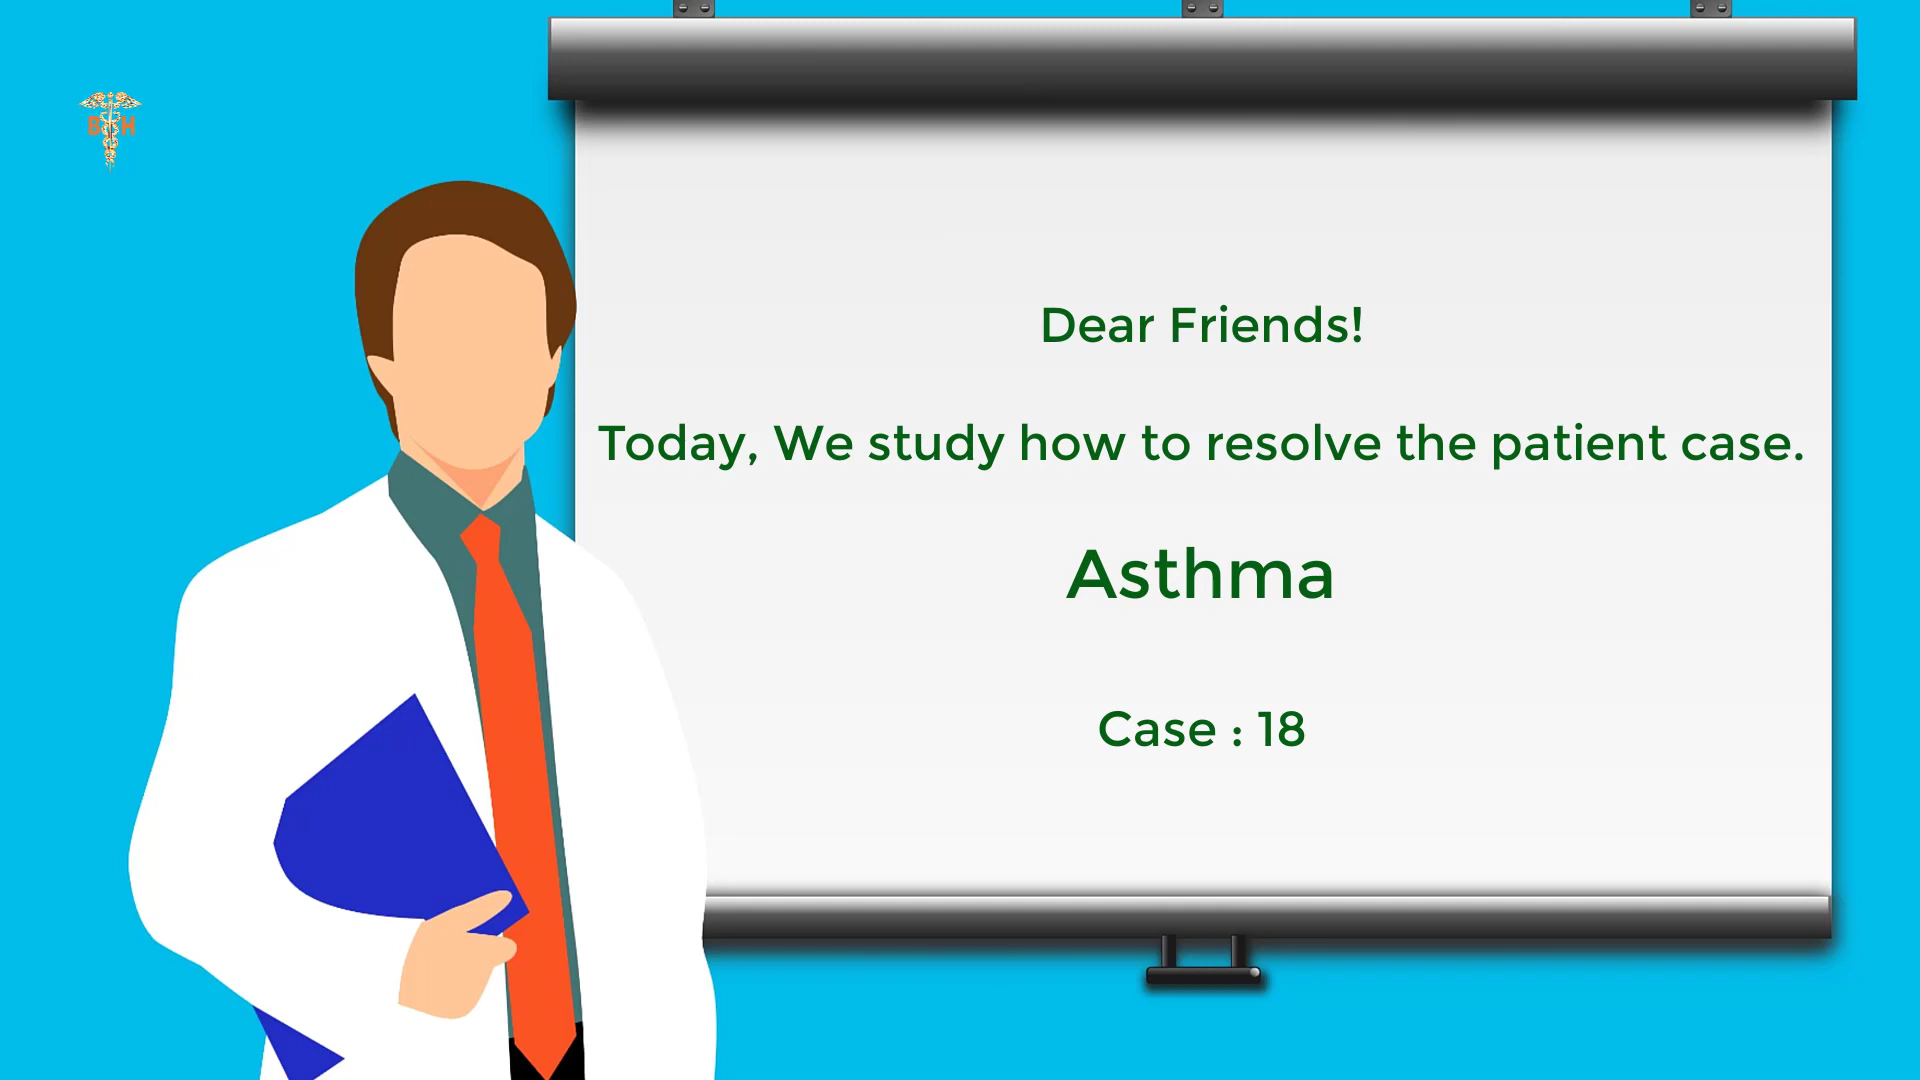 Dear Friends!
Today, We study how to resolve the patient case.
Asthma
Case : 18